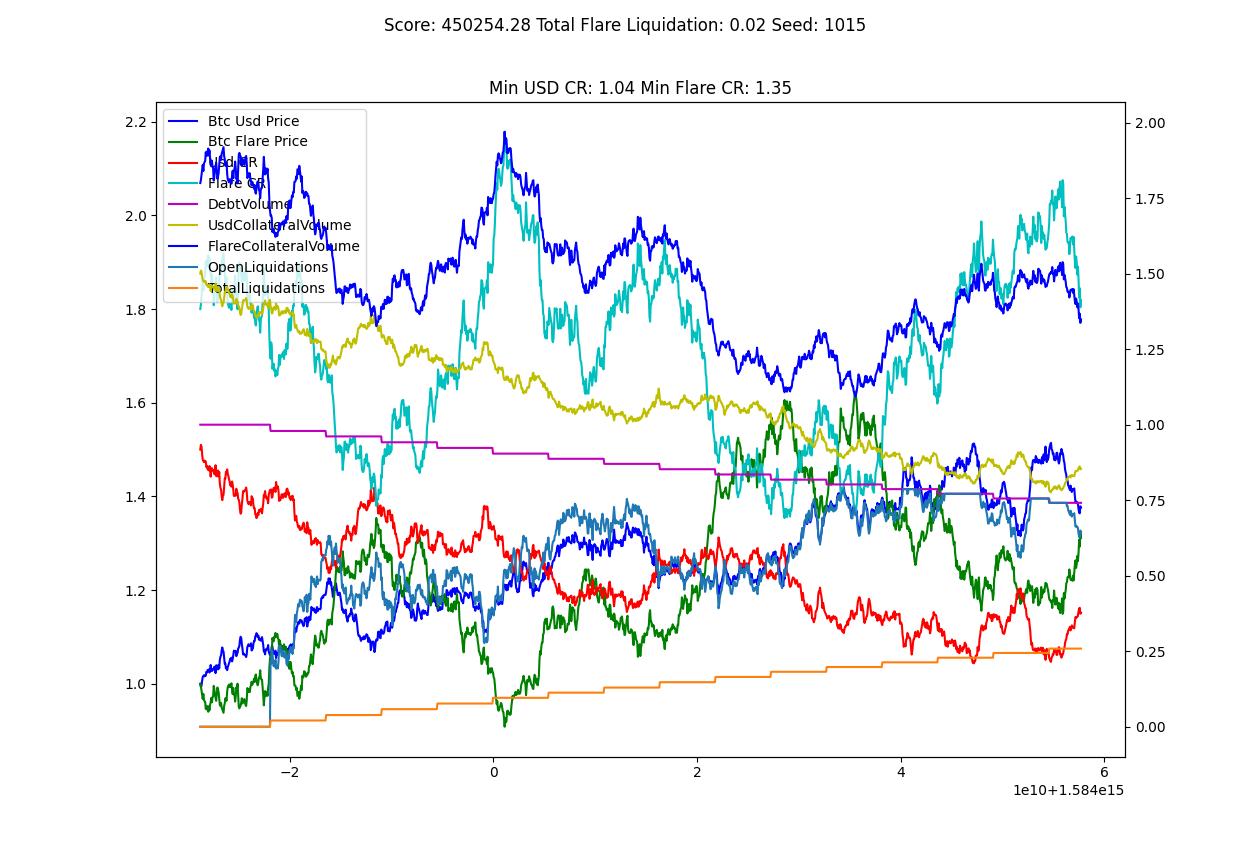 Score: 450254.28 Total Flare Liquidation: 0.02 Seed: 1015
Min USD CR: 1.04 Min Flare CR: 1.35
Btc Usd Price
Btc Flare Price
Usd CR
Flare CR
DebtVolume
UsdCollateralVolume
FlareCollateralVolume
OpenLiquidations
TotalLiquidations
2.2
2.0
1.8
1.6
1.4
1.2
1.0
2.00
1.75
1.50
1.25
1.00
0.75
0.50
0.25
0.00
−2
0
2
4
6
1e10+1.584e15